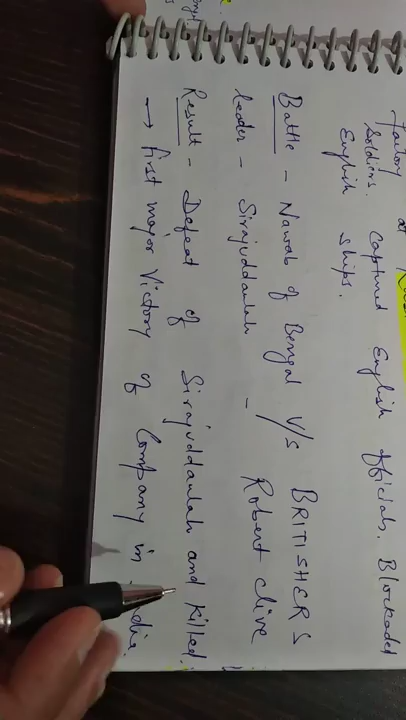 factory at
Soldiers. Captured English officials. Blockaded
English ships.
Battle - Nawab of Bengal V/s BRITISHERS
leader - Sirajuddaulah - Robert clive
Result - Defeat of Sirajuddaulah and killed.
→ first major Victory of Company in